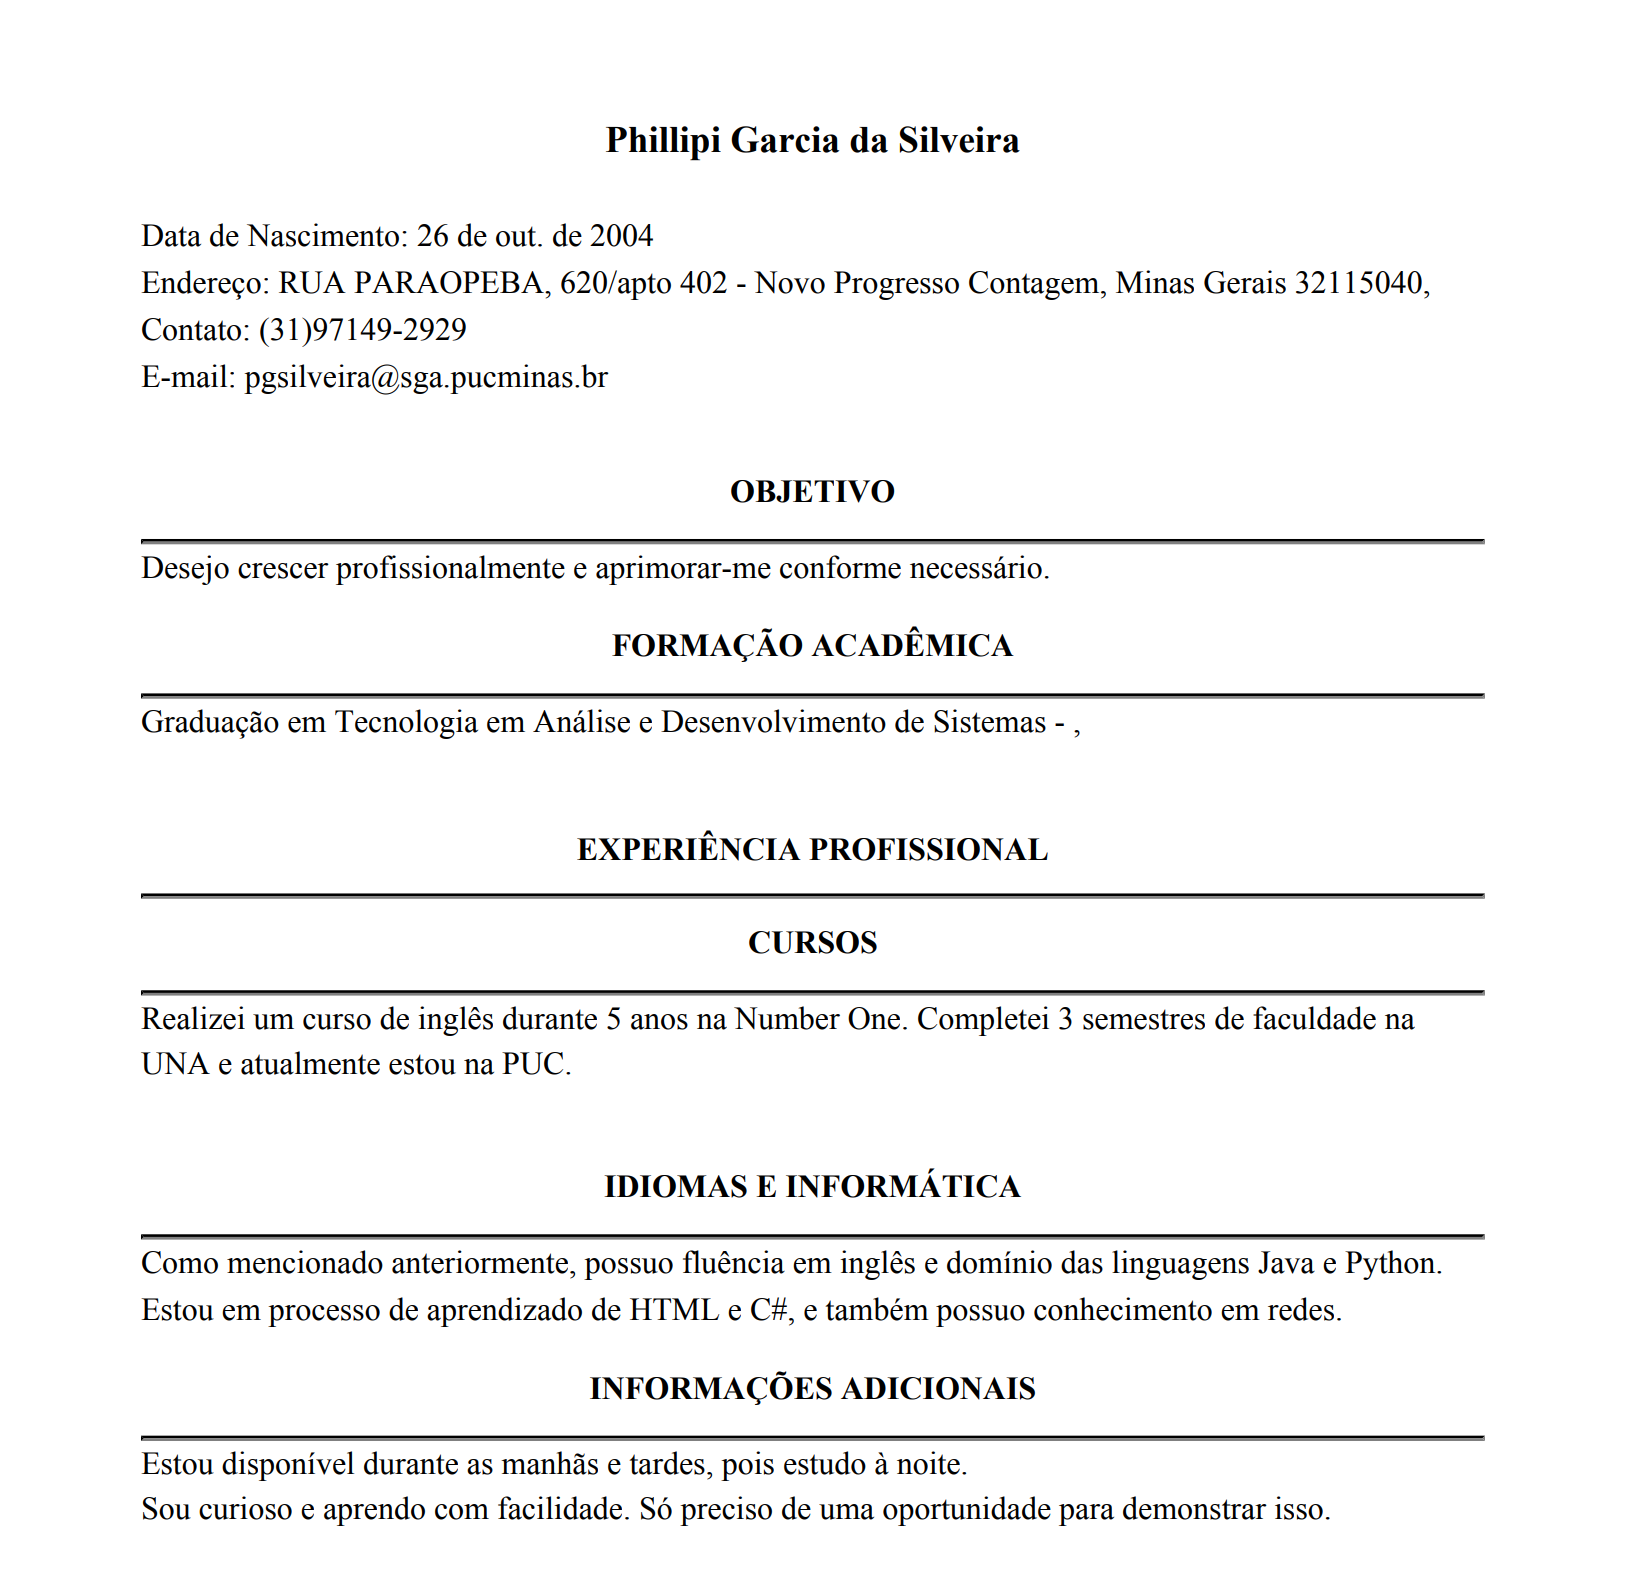 Phillipi Garcia da Silveira
Data de Nascimento: 26 de out. de 2004
Endereço: RUA PARAOPEBA, 620/apto 402 - Novo Progresso Contagem, Minas Gerais 32115040,
Contato: (31)97149-2929
E-mail: pgsilveira@sga.pucminas.br
OBJETIVO
Desejo crescer profissionalmente e aprimorar-me conforme necessário.
FORMAÇÃO ACADÊMICA
Graduação em Tecnologia em Análise e Desenvolvimento de Sistemas - ,
EXPERIÊNCIA PROFISSIONAL
CURSOS
Realizei um curso de inglês durante 5 anos na Number One. Completei 3 semestres de faculdade na
UNA e atualmente estou na PUC.
IDIOMAS E INFORMÁTICA
Como mencionado anteriormente, possuo fluência em inglês e domínio das linguagens Java e Python.
Estou em processo de aprendizado de HTML e C#, e também possuo conhecimento em redes.
INFORMAÇÕES ADICIONAIS
Estou disponível durante as manhãs e tardes, pois estudo à noite.
Sou curioso e aprendo com facilidade. Só preciso de uma oportunidade para demonstrar isso.